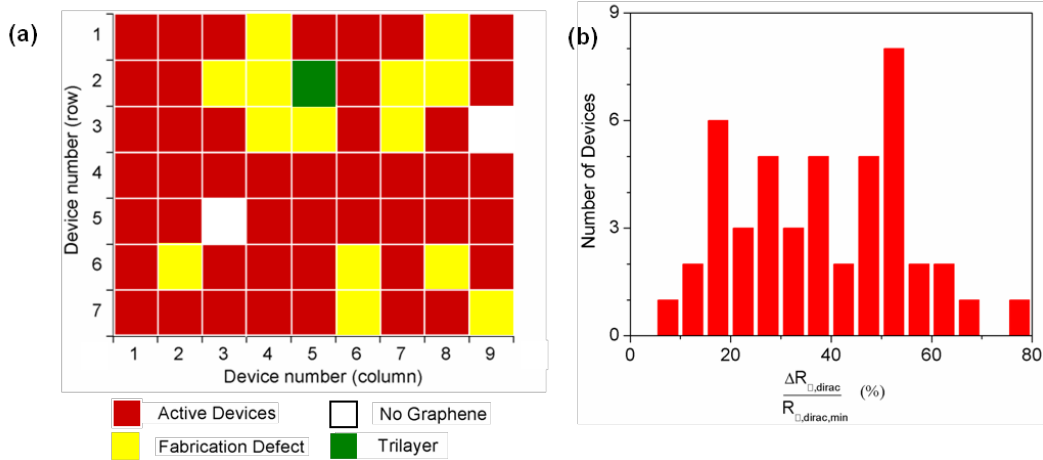 (a)
1
2
3
4
5
6
7
Device number (row)
1 2 3 4 5 6 7 8 9
Device number (column)
Active Devices
No Graphene
Fabrication Defect
Trilayer
(b)
9
6
3
0
Number of Devices
0 20 40 60 80
ΔR□,dirac
R□,dirac,min
(%)